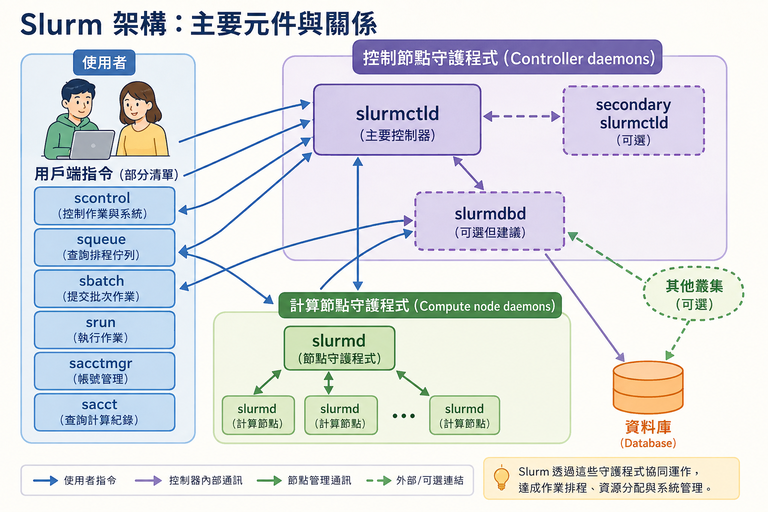 Slurm 架構：主要元件與關係
使用者
用戶端指令（部分清單）
scontrol
（控制作業與系統）
squeue
（查詢排程佇列）
sbatch
（提交批次作業）
srun
（執行作業）
sacctmgr
（帳號管理）
sacct
（查詢計算紀錄）
控制節點守護程式（Controller daemons）
slurmctld
（主要控制器）
secondary
slurmctld
（可選）
slurmdbd
（可選但建議）
計算節點守護程式（Compute node daemons）
slurmd
（節點守護程式）
slurmd
（計算節點）
slurmd
（計算節點）
•••
slurmd
（計算節點）
其他叢集
（可選）
資料庫
（Database）
使用者指令
控制器內部通訊
節點管理通訊
外部/可選連結
Slurm 透過這些守護程式協同運作，
達成作業排程、資源分配與系統管理。